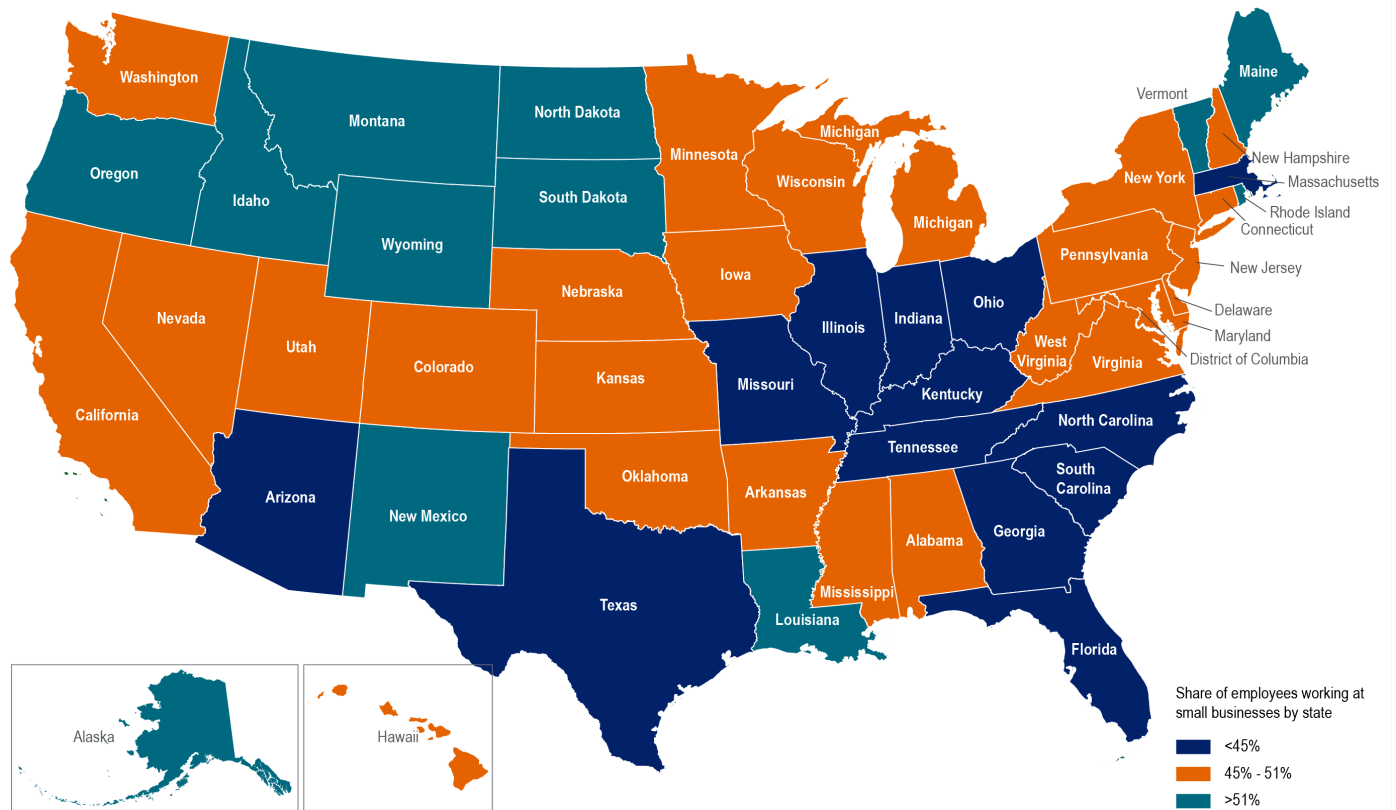 Washington
Montana
North Dakota
Minnesota
Michigan
Maine
Vermont
Oregon
Idaho
Wyoming
South Dakota
Wisconsin
Michigan
New York
New Hampshire
Massachusetts
Rhode Island
Connecticut
Nevada
Utah
Colorado
Nebraska
Iowa
Illinois
Indiana
Ohio
Pennsylvania
New Jersey
Delaware
Maryland
District of Columbia
California
Kansas
Missouri
Kentucky
West
Virginia
Virginia
Arizona
New Mexico
Oklahoma
Arkansas
Tennessee
North Carolina
South
Carolina
Texas
Louisiana
Mississippi
Alabama
Georgia
Florida
Alaska
Hawaii
Share of employees working at
small businesses by state
<45%
45% - 51%
>51%